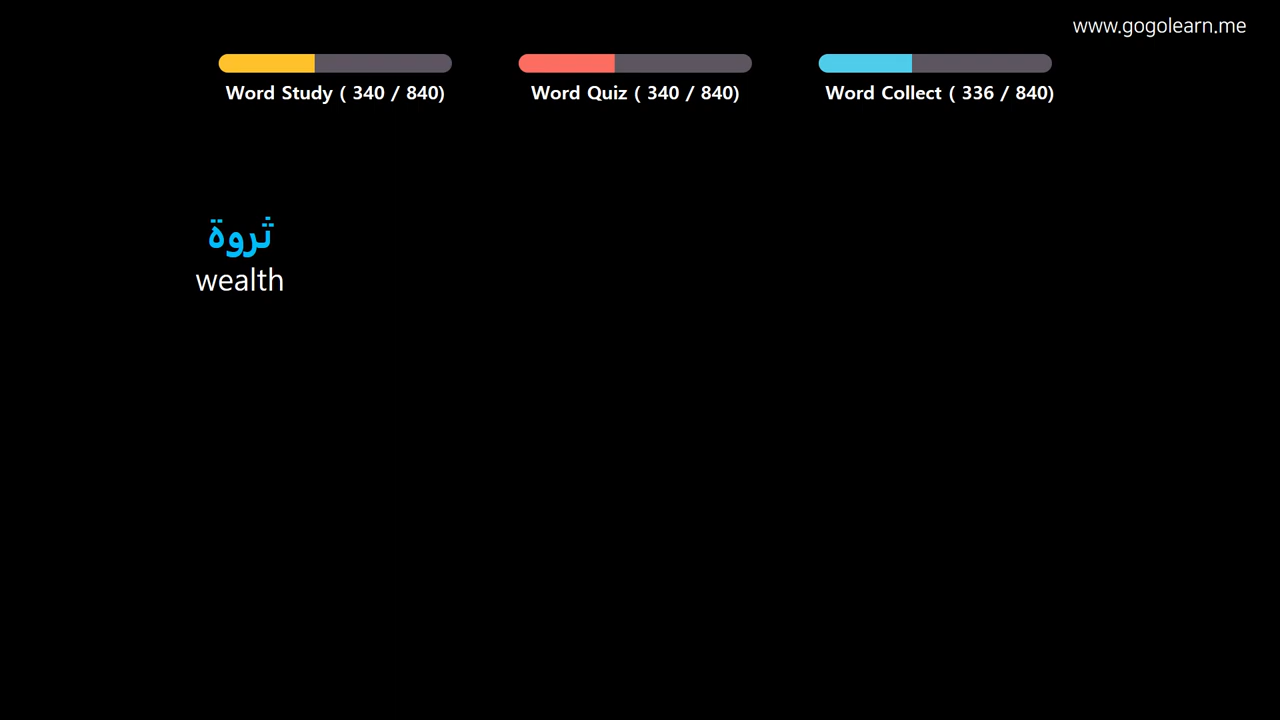 www.gogolearn.me
Word Study ( 340 / 840)
Word Quiz ( 340 / 840)
Word Collect ( 336 / 840)
ثروة
wealth